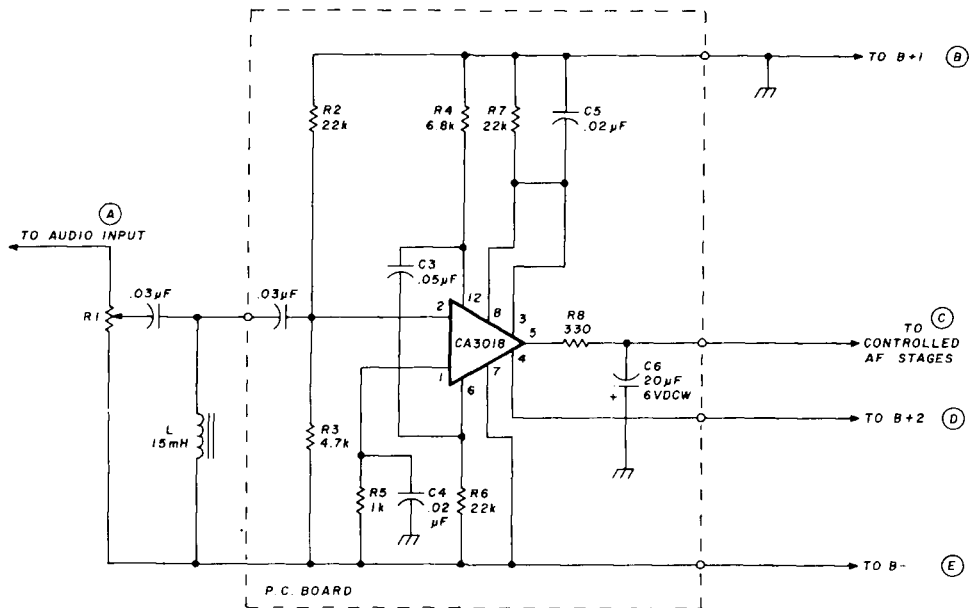 TO B+1 B
R2
22k
R4
6.8k
R7
22k
C5
.02µF
A
TO AUDIO INPUT
C3
.05µF
.03µF
.03µF
R1
2
12
8
3
5
4
CA3018
1
6
7
R8
330
C
TO
CONTROLLED
AF STAGES
C6
20µF
6VDCW
+
TO B+2 D
L
15mH
R3
4.7k
R5
1k
C4
.02
µF
R6
22k
TO B- E
P.C. BOARD